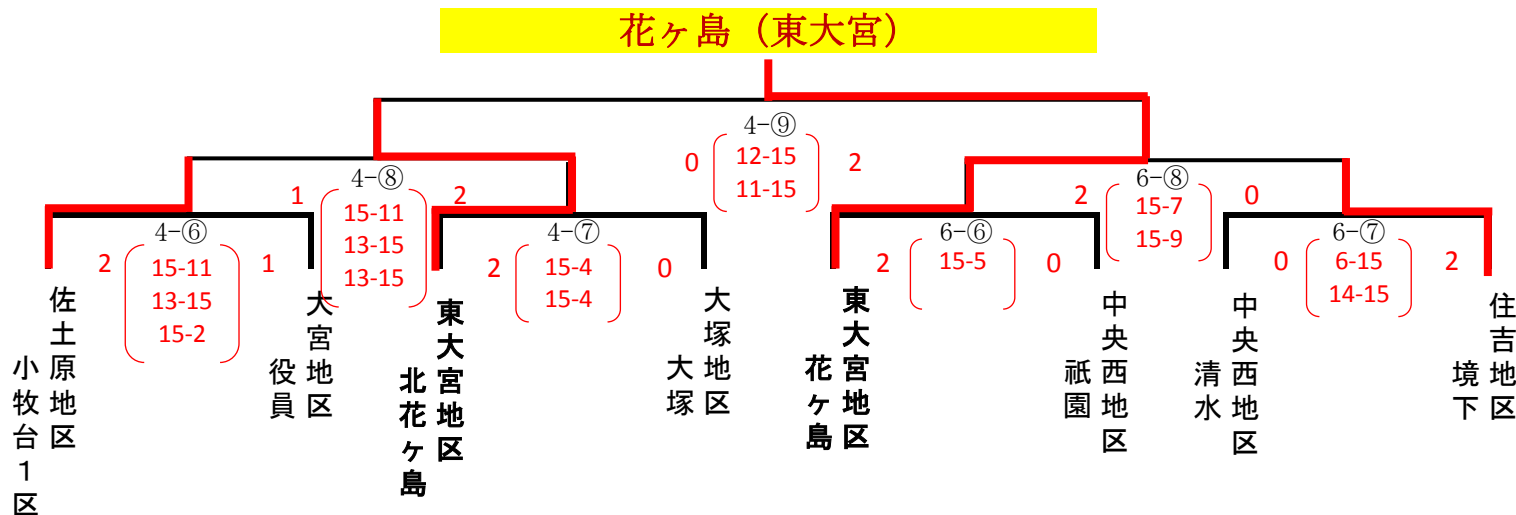 花ヶ島（東大宮）
4-⑨
0
12-15
11-15
2
4-⑧
1
15-11
13-15
13-15
2
6-⑧
2
15-7
15-9
0
4-⑥
2
15-11
13-15
15-2
1
4-⑦
2
15-4
15-4
0
6-⑥
2
15-5
0
6-⑦
0
6-15
14-15
2
佐土原地区
小牧台１区
大宮地区
役員
東大宮地区
北花ヶ島
大塚地区
大塚
東大宮地区
花ヶ島
中央西地区
祇園
中央西地区
清水
住吉地区
境下